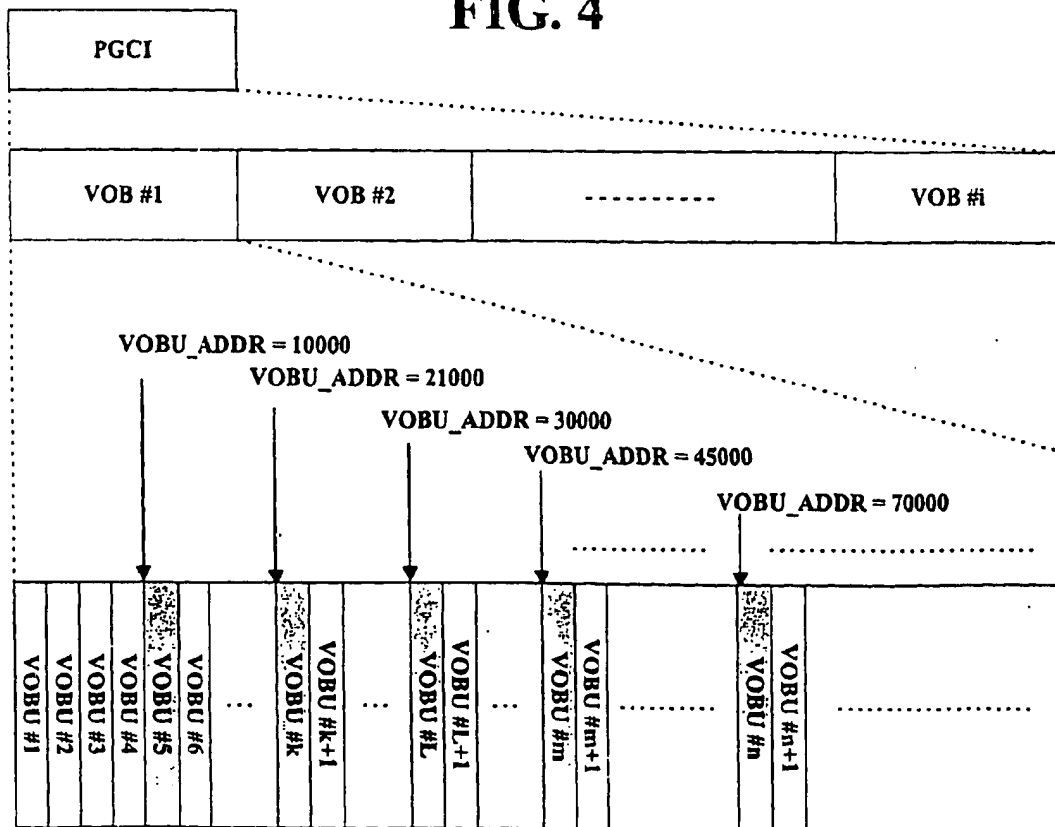 FIG. 4
PGCI
VOB #1
VOB #2
VOB #i
VOBU_ADDR = 10000
VOBU_ADDR = 21000
VOBU_ADDR = 30000
VOBU_ADDR = 45000
VOBU_ADDR = 70000
VOBU #1
VOBU #2
VOBU #3
VOBU #4
VOBU #5
VOBU #6
VOBU #k
VOBU #k+1
VOBU #L
VOBU #L+1
VOBU #m
VOBU #m+1
VOBU #n
VOBU #n+1